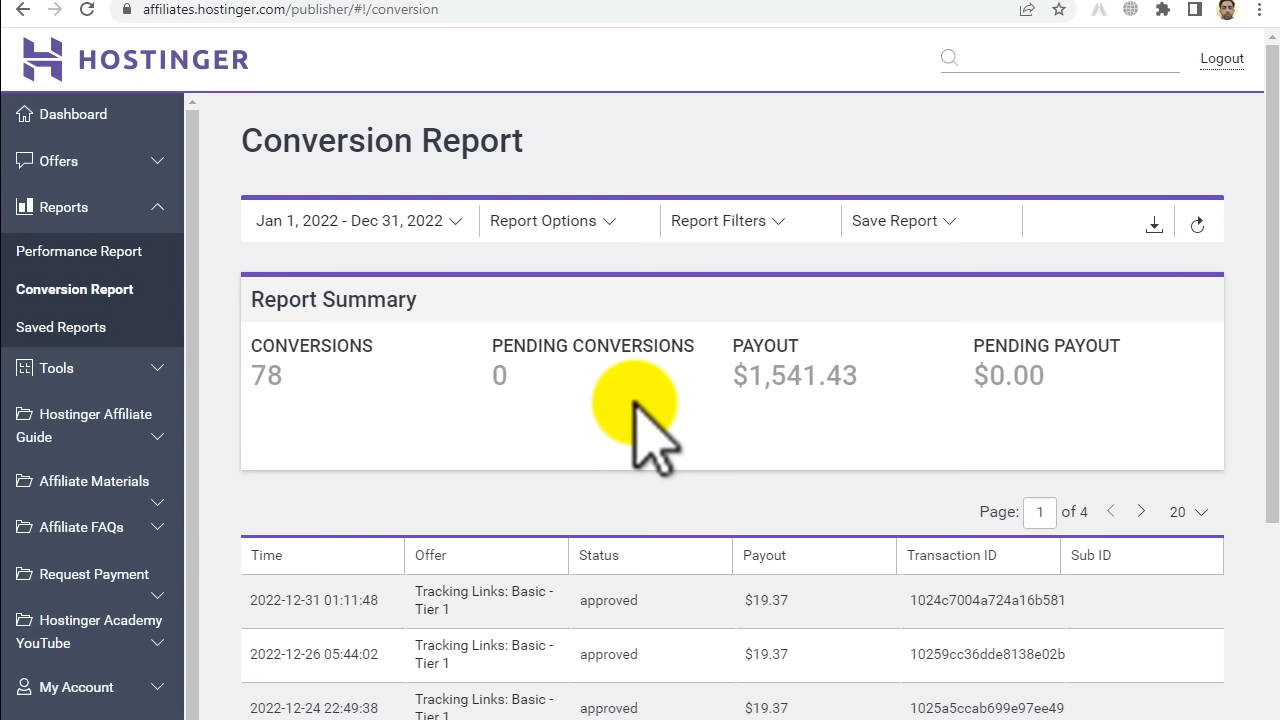 affiliates.hostinger.com/publisher/#!/conversion
HOSTINGER
Logout
Dashboard
Offers
Reports
Performance Report
Conversion Report
Saved Reports
Tools
Hostinger Affiliate
Guide
Affiliate Materials
Affiliate FAQs
Request Payment
Hostinger Academy
YouTube
My Account
Conversion Report
Jan 1, 2022 - Dec 31, 2022 Report Options Report Filters Save Report
Report Summary
CONVERSIONS PENDING CONVERSIONS PAYOUT PENDING PAYOUT
78 0 $1,541.43 $0.00
Page: 1 of 4 20
Time Offer Status Payout Transaction ID Sub ID
2022-12-31 01:11:48 Tracking Links: Basic - Tier 1 approved $19.37 1024c7004a724a16b581
2022-12-26 05:44:02 Tracking Links: Basic - Tier 1 approved $19.37 10259cc36dde8138e02b
2022-12-24 22:49:38 Tracking Links: Basic - Tier 1 approved $19.37 1025a5ccab699e97ee49